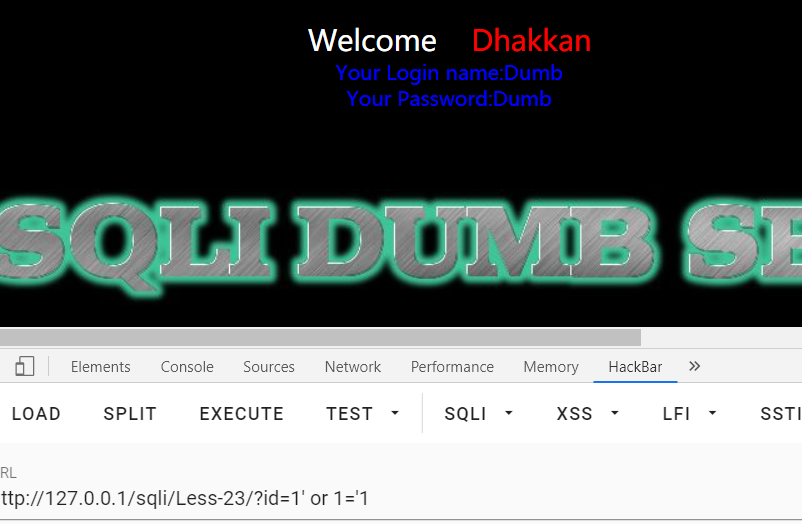 Welcome Dhakkan
Your Login name:Dumb
Your Password:Dumb
SQLI DUMB SE
Elements Console Sources Network Performance Memory HackBar »
LOAD SPLIT EXECUTE TEST SQLI XSS LFI SSTI
RL
ttp://127.0.0.1/sqli/Less-23/?id=1' or 1='1